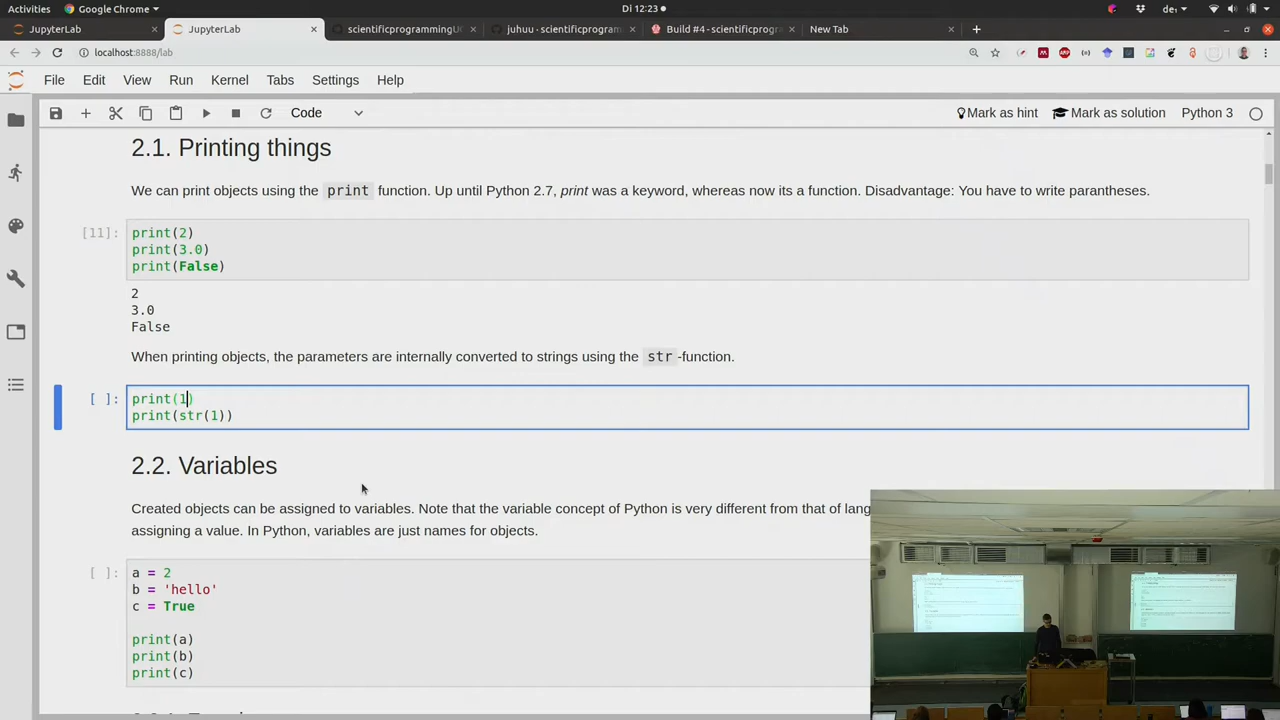 Activities
Google Chrome
Di 12:23
de
JupyterLab
JupyterLab
scientificprogrammingU
juhuu · scientificprogram
Build #4 - scientificprogr
New Tab
localhost:8888/lab
File Edit View Run Kernel Tabs Settings Help
Code
Mark as hint
Mark as solution
Python 3
2.1. Printing things
We can print objects using the print function. Up until Python 2.7, print was a keyword, whereas now its a function. Disadvantage: You have to write parantheses.
[11]:
print(2)
print(3.0)
print(False)
2
3.0
False
When printing objects, the parameters are internally converted to strings using the str-function.
[ ]:
print(1)
print(str(1))
2.2. Variables
Created objects can be assigned to variables. Note that the variable concept of Python is very different from that of lang
assigning a value. In Python, variables are just names for objects.
[ ]:
a = 2
b = 'hello'
c = True
print(a)
print(b)
print(c)